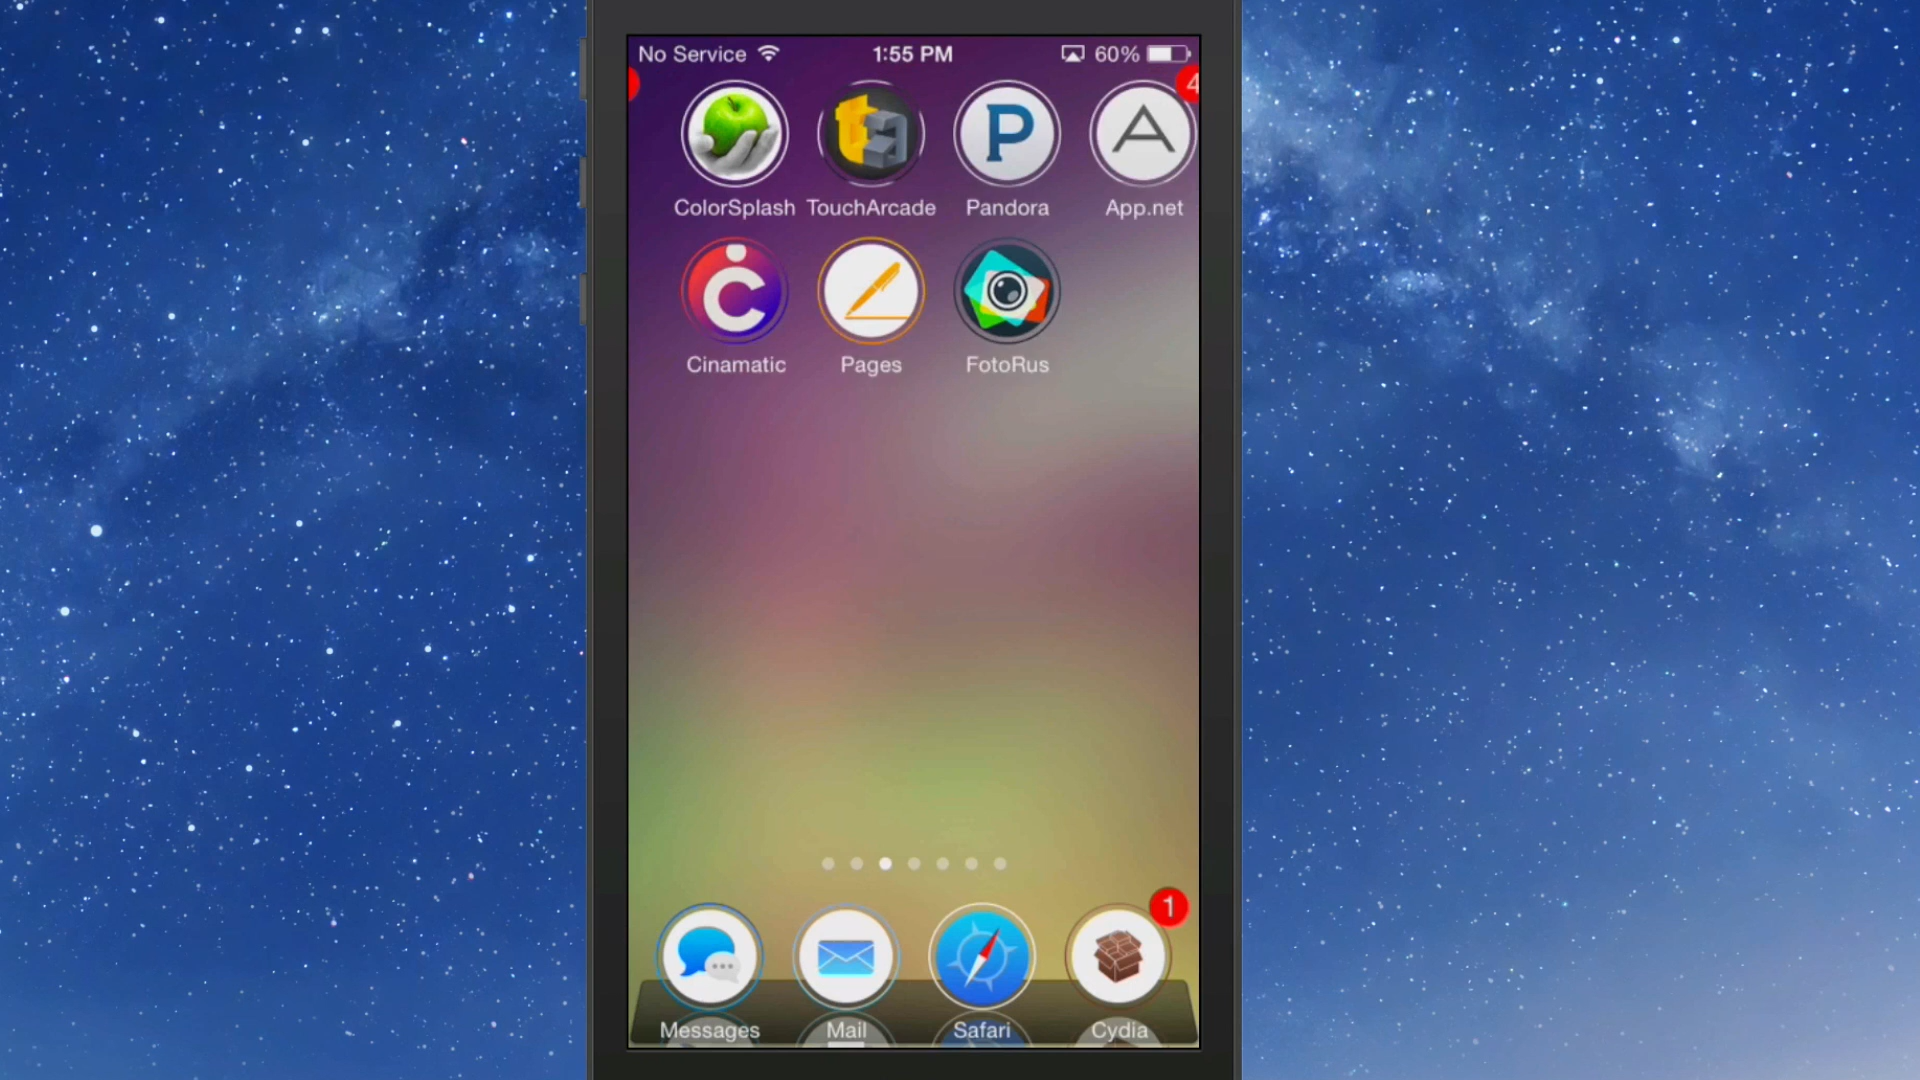 No Service 1:55 PM 60%
4
P
ColorSplash TouchArcade Pandora App.net
Cinamatic Pages FotoRus
1
Messages Mail Safari Cydia